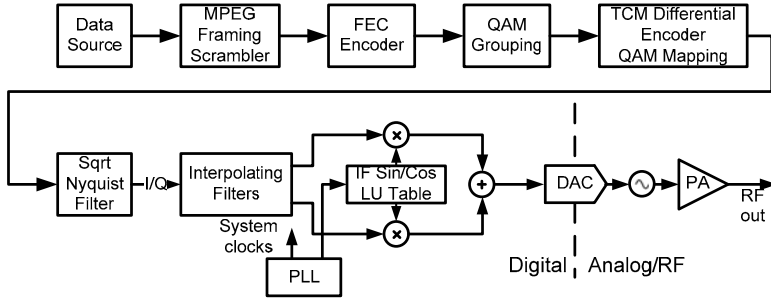 Data
Source
MPEG
Framing
Scrambler
FEC
Encoder
QAM
Grouping
TCM Differential
Encoder
QAM Mapping
Sqrt
Nyquist
Filter
I/Q
Interpolating
Filters
×
IF Sin/Cos
LU Table
×
+
DAC
PA
RF
out
System
clocks
PLL
Digital
Analog/RF